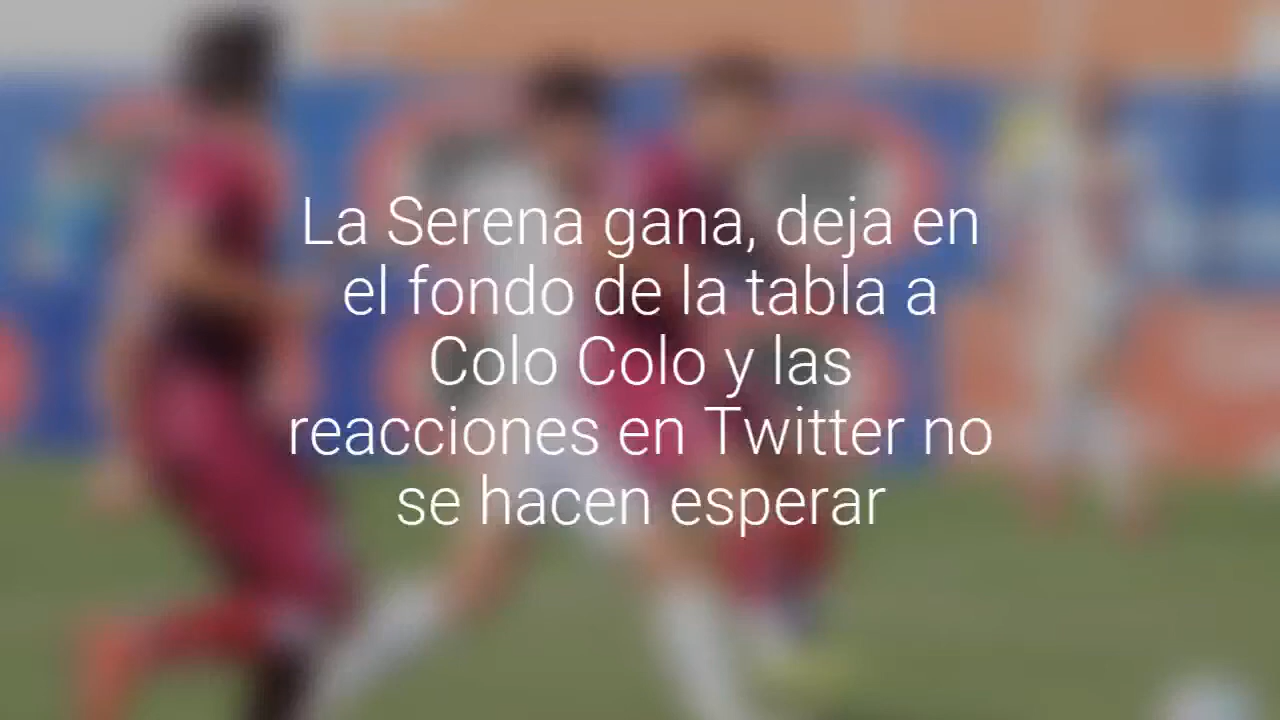 La Serena gana, deja en
el fondo de la tabla a
Colo Colo y las
reacciones en Twitter no
se hacen esperar